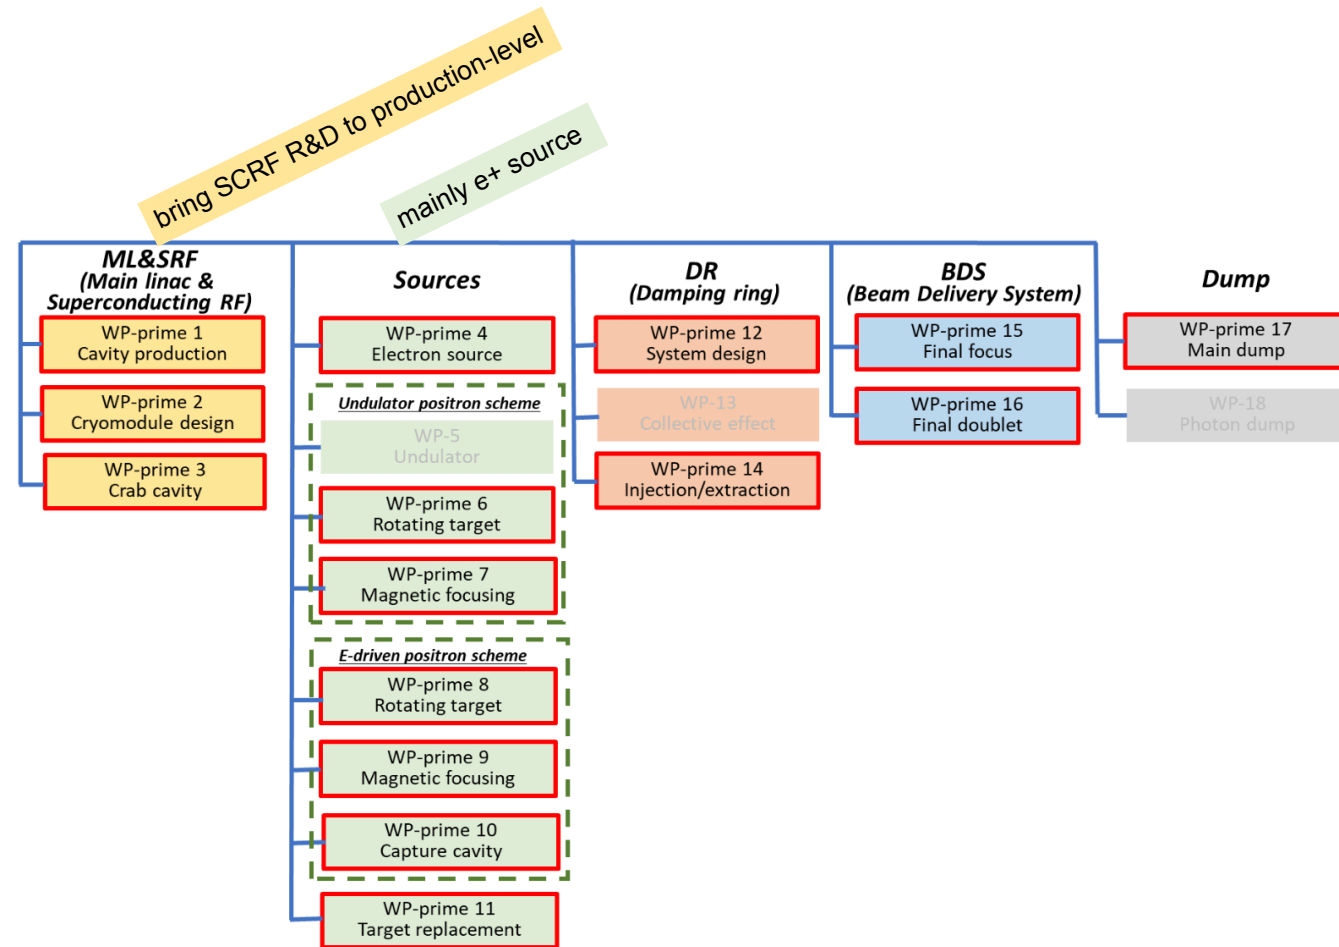 bring SCRF R&D to production-level
mainly e+ source
ML&SRF
(Main linac &
Superconducting RF)
WP-prime 1
Cavity production
WP-prime 2
Cryomodule design
WP-prime 3
Crab cavity
Sources
WP-prime 4
Electron source
Undulator positron scheme
WP-5
Undulator
WP-prime 6
Rotating target
WP-prime 7
Magnetic focusing
E-driven positron scheme
WP-prime 8
Rotating target
WP-prime 9
Magnetic focusing
WP-prime 10
Capture cavity
WP-prime 11
Target replacement
DR
(Damping ring)
WP-prime 12
System design
WP-13
Collective effect
WP-prime 14
Injection/extraction
BDS
(Beam Delivery System)
WP-prime 15
Final focus
WP-prime 16
Final doublet
Dump
WP-prime 17
Main dump
WP-18
Photon dump